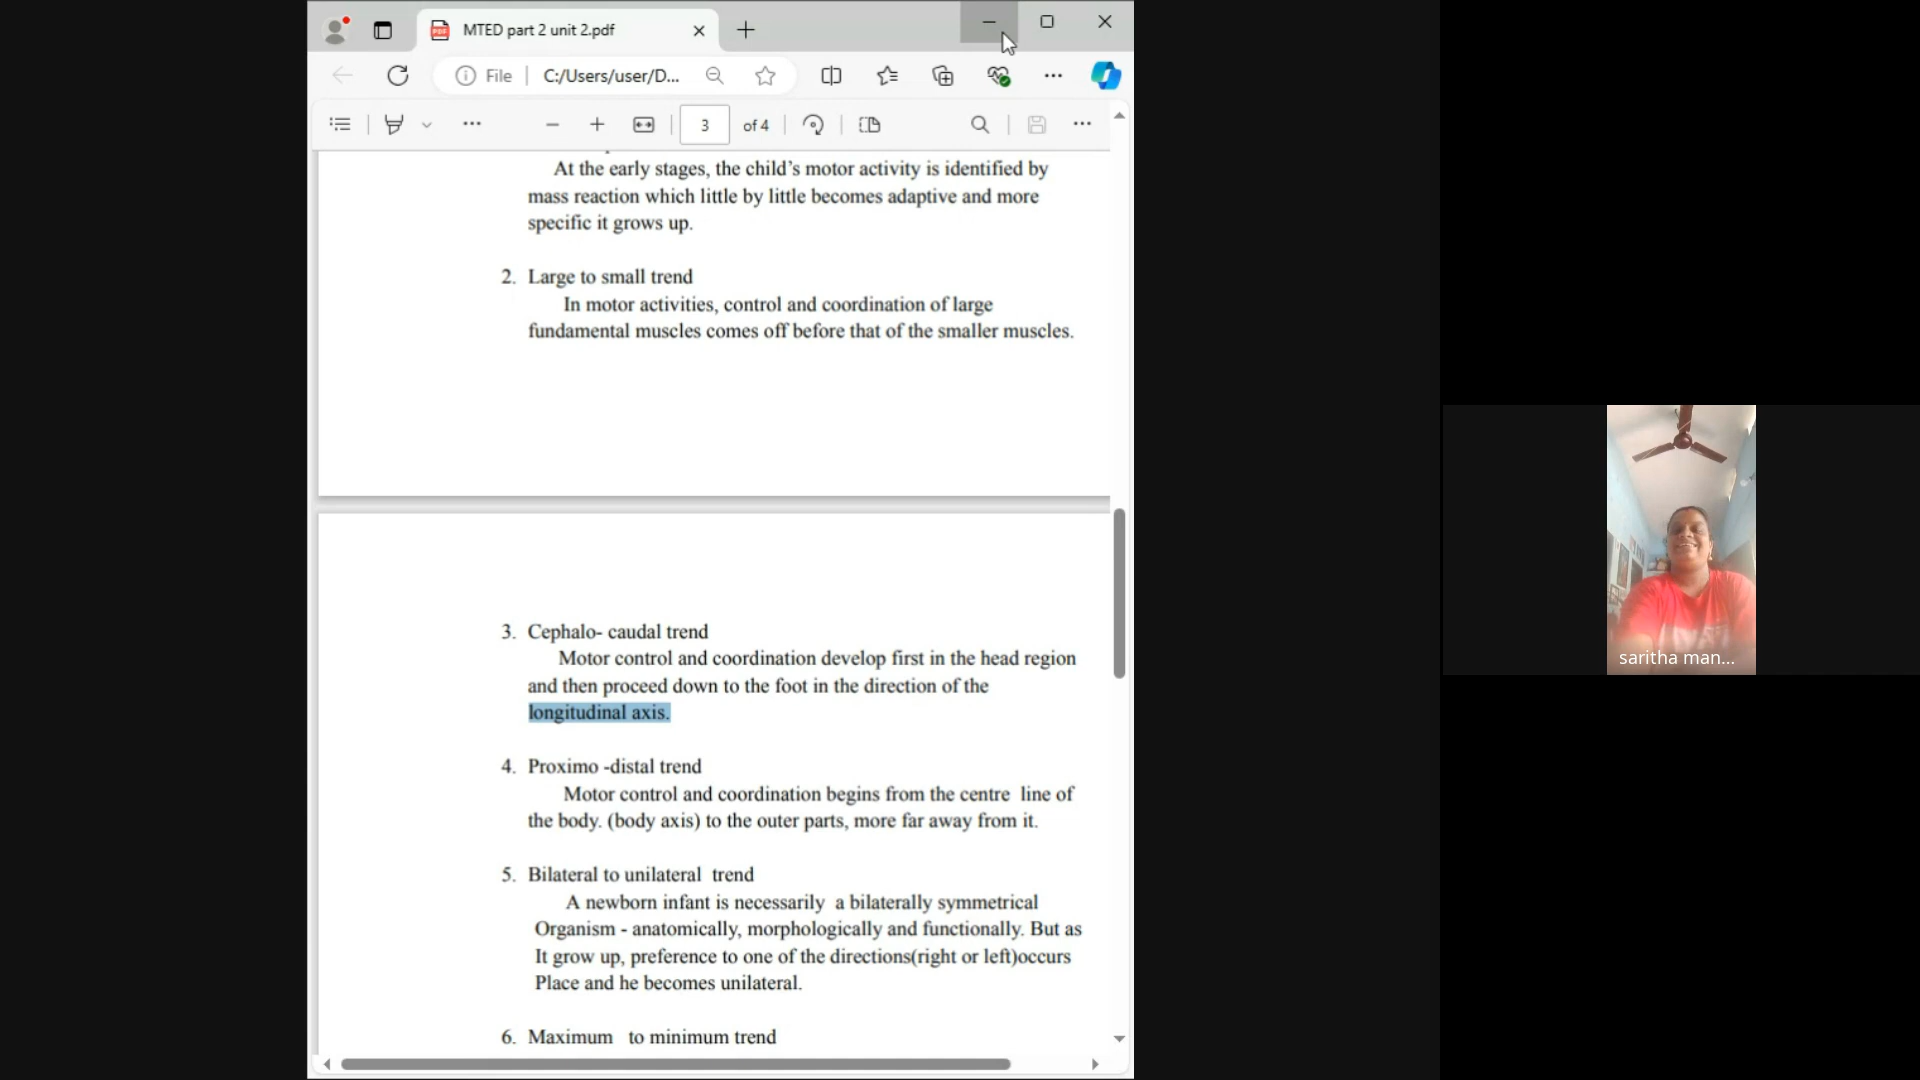 MTED part 2 unit 2.pdf
File
C:/Users/user/D...
3 of 4
At the early stages, the child's motor activity is identified by
mass reaction which little by little becomes adaptive and more
specific it grows up.
2. Large to small trend
In motor activities, control and coordination of large
fundamental muscles comes off before that of the smaller muscles.
3. Cephalo- caudal trend
Motor control and coordination develop first in the head region
and then proceed down to the foot in the direction of the
longitudinal axis.
4. Proximo -distal trend
Motor control and coordination begins from the centre line of
the body. (body axis) to the outer parts, more far away from it.
5. Bilateral to unilateral trend
A newborn infant is necessarily a bilaterally symmetrical
Organism - anatomically, morphologically and functionally. But as
It grow up, preference to one of the directions(right or left)occurs
Place and he becomes unilateral.
6. Maximum to minimum trend
saritha man...